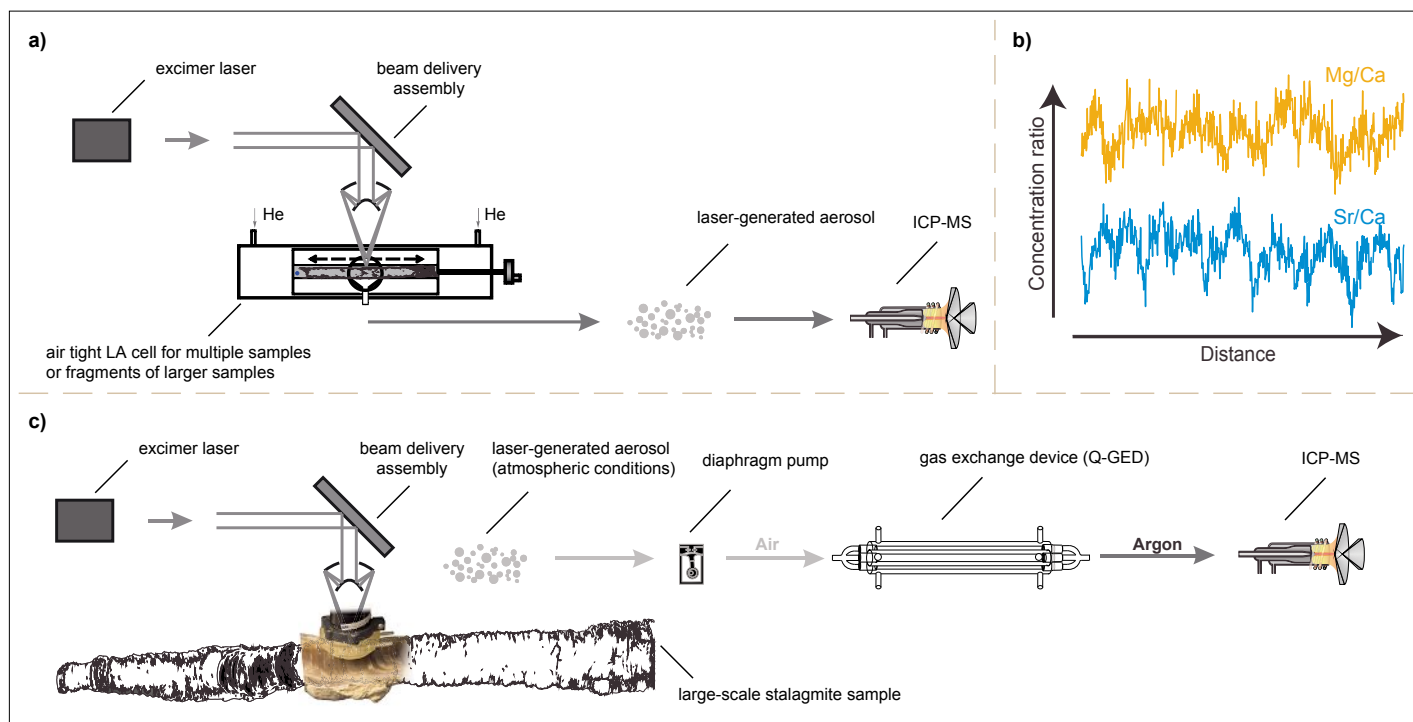 a)
excimer laser
beam delivery
assembly
He
He
laser-generated aerosol
ICP-MS
air tight LA cell for multiple samples
or fragments of larger samples
b)
Mg/Ca
Sr/Ca
Concentration ratio
Distance
c)
excimer laser
beam delivery
assembly
laser-generated aerosol
(atmospheric conditions)
diaphragm pump
gas exchange device (Q-GED)
ICP-MS
Air
Argon
large-scale stalagmite sample